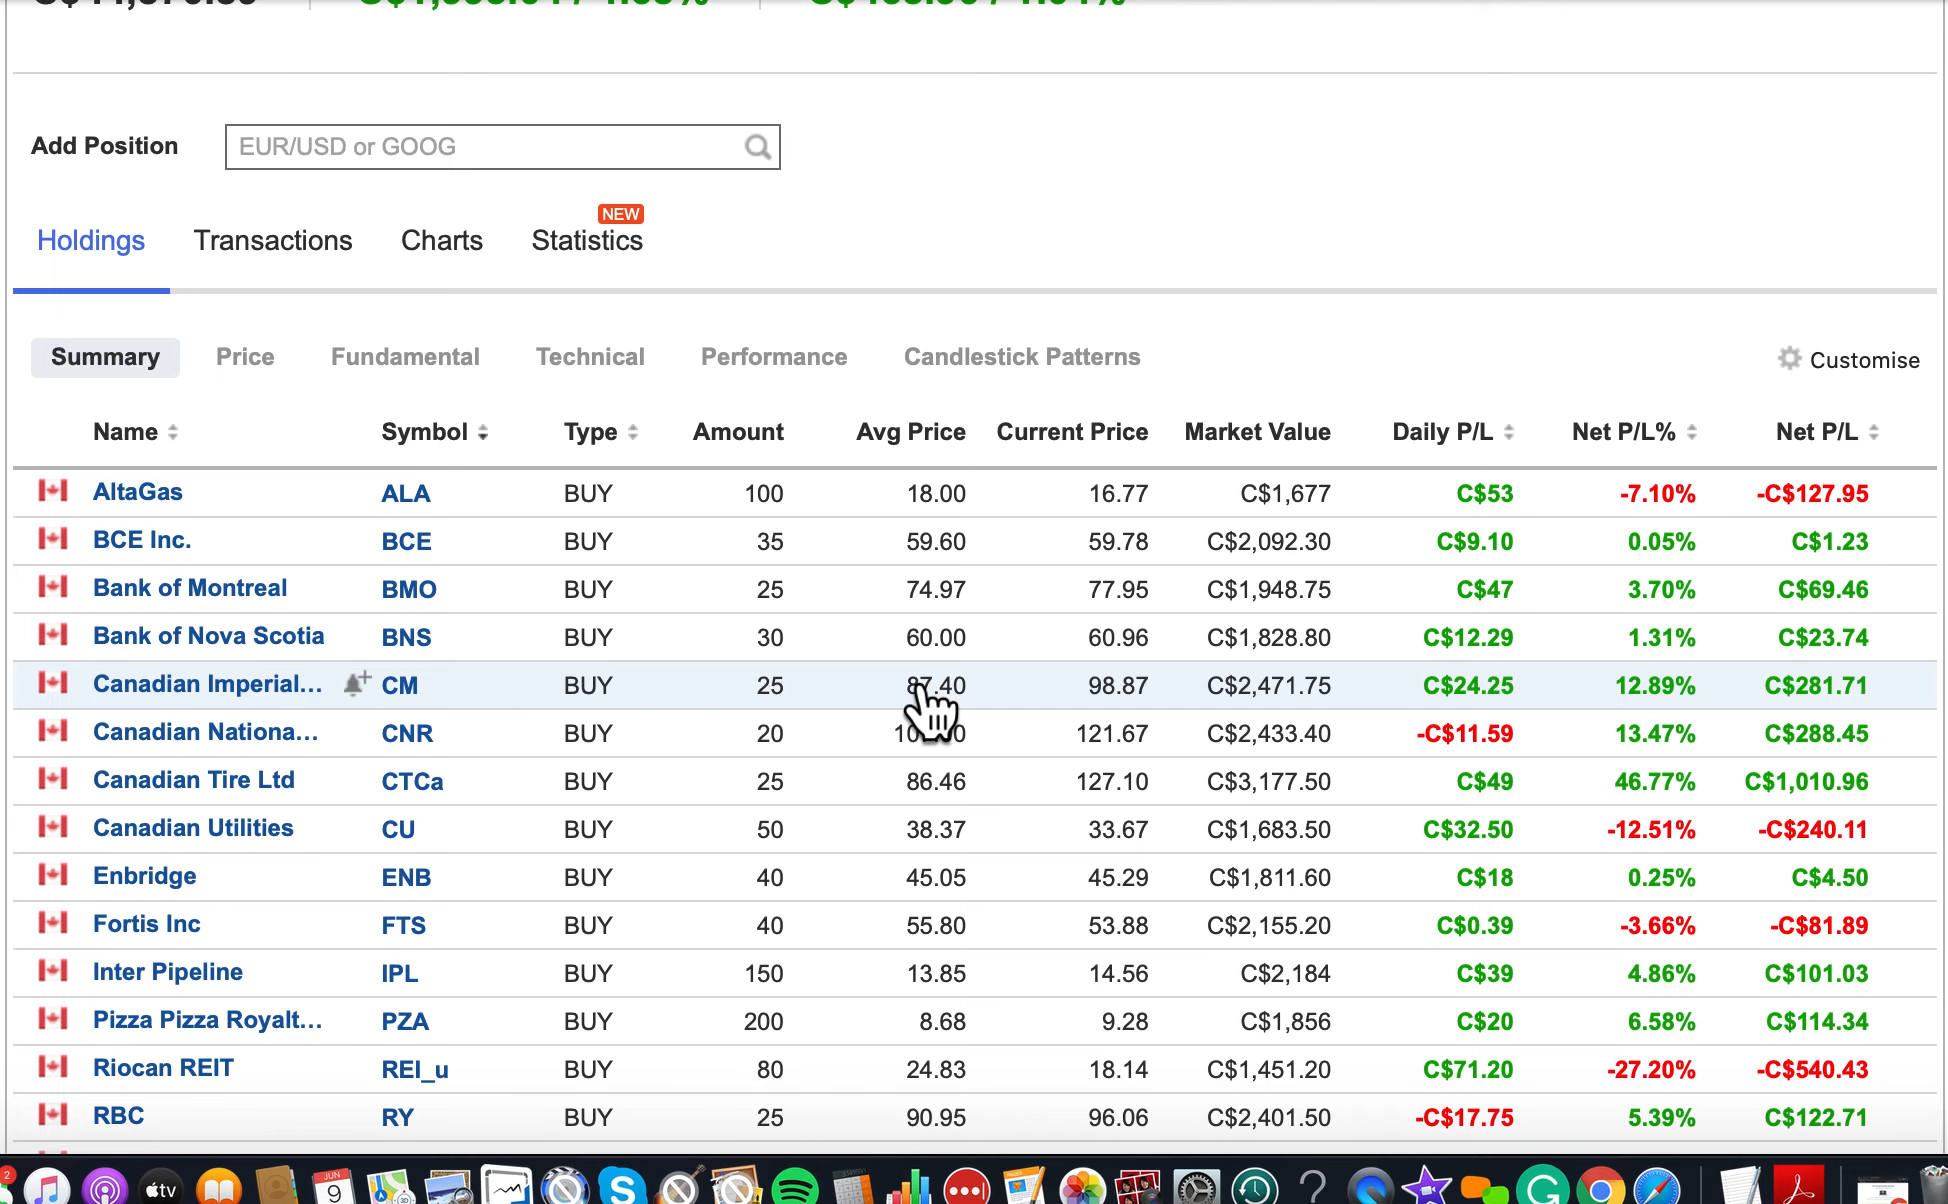 Add Position EUR/USD or GOOG
NEW
Holdings Transactions Charts Statistics
Summary Price Fundamental Technical Performance Candlestick Patterns Customise
Name Symbol Type Amount Avg Price Current Price Market Value Daily P/L Net P/L% Net P/L
AltaGas ALA BUY 100 18.00 16.77 C$1,677 C$53 -7.10% -C$127.95
BCE Inc. BCE BUY 35 59.60 59.78 C$2,092.30 C$9.10 0.05% C$1.23
Bank of Montreal BMO BUY 25 74.97 77.95 C$1,948.75 C$47 3.70% C$69.46
Bank of Nova Scotia BNS BUY 30 60.00 60.96 C$1,828.80 C$12.29 1.31% C$23.74
Canadian Imperial... CM BUY 25 87.40 98.87 C$2,471.75 C$24.25 12.89% C$281.71
Canadian Nationa... CNR BUY 20 121.67 C$2,433.40 -C$11.59 13.47% C$288.45
Canadian Tire Ltd CTCa BUY 25 86.46 127.10 C$3,177.50 C$49 46.77% C$1,010.96
Canadian Utilities CU BUY 50 38.37 33.67 C$1,683.50 C$32.50 -12.51% -C$240.11
Enbridge ENB BUY 40 45.05 45.29 C$1,811.60 C$18 0.25% C$4.50
Fortis Inc FTS BUY 40 55.80 53.88 C$2,155.20 C$0.39 -3.66% -C$81.89
Inter Pipeline IPL BUY 150 13.85 14.56 C$2,184 C$39 4.86% C$101.03
Pizza Pizza Royalt... PZA BUY 200 8.68 9.28 C$1,856 C$20 6.58% C$114.34
Riocan REIT REI_u BUY 80 24.83 18.14 C$1,451.20 C$71.20 -27.20% -C$540.43
RBC RY BUY 25 90.95 96.06 C$2,401.50 -C$17.75 5.39% C$122.71
2 tv JUN 9 3D S ? G